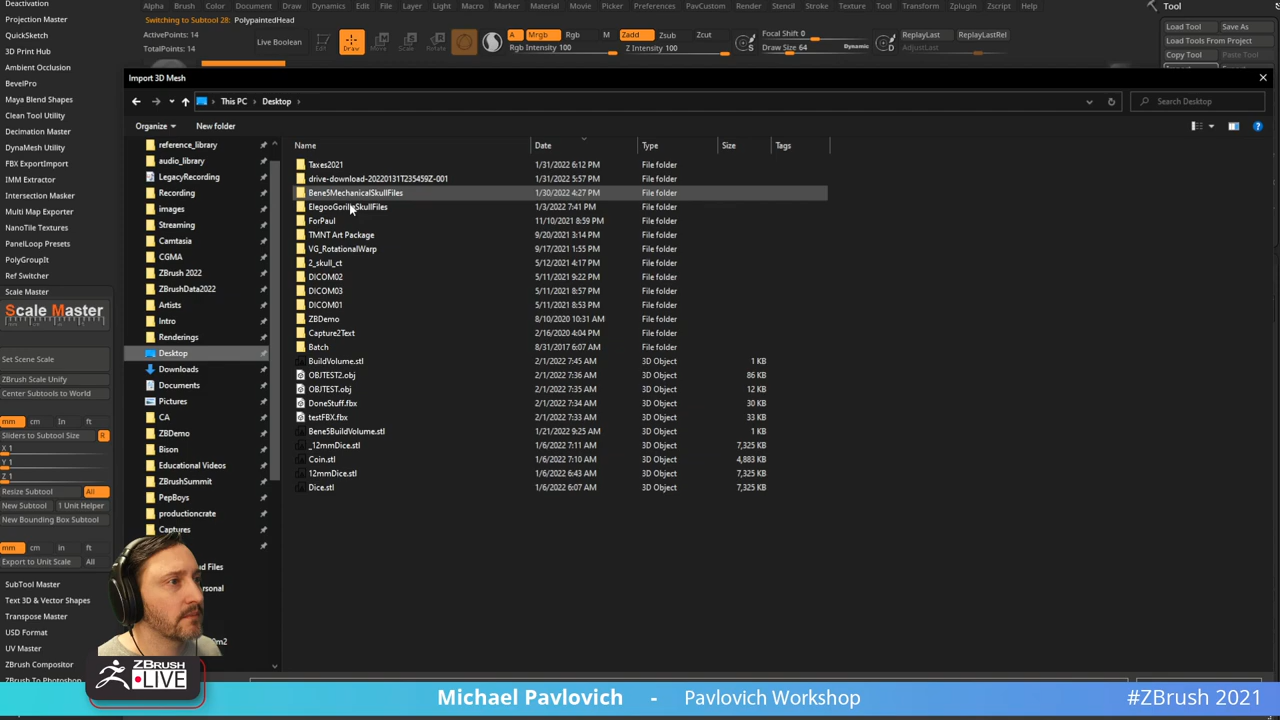 Alpha Brush Color Document Draw Dynamics Edit File Layer Light Macro Marker Material Movie Picker Preferences PavCustom Render Stencil Stroke Texture Tool Transform Zplugin Zscript Help
Tool
Switching to Subtool 28: PolypaintedHead
ActivePoints: 14
TotalPoints: 14
Live Boolean
Edit Draw Move Scale Rotate
A Mrgb Rgb M
Rgb Intensity 100
Zadd Zsub Zcut
Z Intensity 100
Focal Shift 0
Draw Size 64 Dynamic
S
D
ReplayLast ReplayLastRel
AdjustLast
Load Tool Save As
Load Tools From Project
Copy Tool Paste Tool
Deactivation
Projection Master
QuickSketch
3D Print Hub
Ambient Occlusion
BevelPro
Maya Blend Shapes
Clean Tool Utility
Decimation Master
DynaMesh Utility
FBX ExportImport
IMM Extractor
Intersection Master
Multi Map Exporter
NanoTile Textures
PanelLoop Presets
PolyGroupIt
Ref Switcher
Scale Master
Scale Master
mm cm in ft
Set Scene Scale
ZBrush Scale Unify
Center Subtools to World
mm cm In ft
Sliders to Subtool Size R
X 1
Y 1
Z 1
Resize Subtool All
New Subtool 1 Unit Helper
New Bounding Box Subtool
mm cm in ft
Export to Unit Scale All
SubTool Master
Text 3D & Vector Shapes
Transpose Master
USD Format
UV Master
ZBrush Compositor
ZBrush To Photoshop
Import 3D Mesh
This PC > Desktop >
Search Desktop
Organize New folder
reference_library
audio_library
LegacyRecording
Recording
images
Streaming
Camtasia
CGMA
ZBrush 2022
ZBrushData2022
Artists
Intro
Renderings
Desktop
Downloads
Documents
Pictures
CA
ZBDemo
Bison
Educational Videos
ZBrushSummit
PepBoys
productioncrate
Captures
Name Date Type Size Tags
Taxes2021 1/31/2022 6:12 PM File folder
drive-download-20220131T235459Z-001 1/31/2022 5:57 PM File folder
Bene5MechanicalSkullFiles 1/30/2022 4:27 PM File folder
ElegooGorillaSkullFiles 1/3/2022 7:41 PM File folder
ForPaul 11/10/2021 8:59 PM File folder
TMNT Art Package 9/20/2021 3:14 PM File folder
VG_RotationalWarp 9/17/2021 1:55 PM File folder
2_skull_ct 5/12/2021 4:17 PM File folder
DICOM02 5/11/2021 9:22 PM File folder
DICOM03 5/11/2021 8:57 PM File folder
DICOM01 5/11/2021 8:53 PM File folder
ZBDemo 8/10/2020 10:31 AM File folder
Capture2Text 2/16/2020 4:04 PM File folder
Batch 8/31/2017 6:07 AM File folder
BuildVolume.stl 2/1/2022 7:45 AM 3D Object 1 KB
OBJTEST2.obj 2/1/2022 7:36 AM 3D Object 86 KB
OBJTEST.obj 2/1/2022 7:35 AM 3D Object 12 KB
DoneStuff.fbx 2/1/2022 7:34 AM 3D Object 30 KB
testFBX.fbx 2/1/2022 7:33 AM 3D Object 33 KB
Bene5BuildVolume.stl 1/21/2022 9:25 AM 3D Object 1 KB
_12mmDice.stl 1/6/2022 7:11 AM 3D Object 7,325 KB
Coin.stl 1/6/2022 7:10 AM 3D Object 4,883 KB
12mmDice.stl 1/6/2022 6:43 AM 3D Object 7,325 KB
Dice.stl 1/6/2022 6:07 AM 3D Object 7,325 KB
ZBRUSH
LIVE
Michael Pavlovich - Pavlovich Workshop
#ZBrush 2021